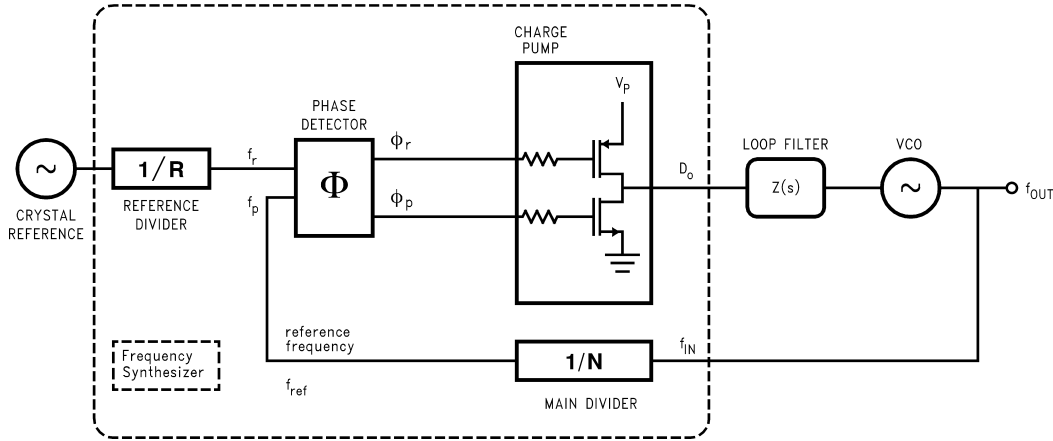 CHARGE
PUMP
V_P
PHASE
DETECTOR
ϕ_r
f_r
1/R
Φ
D_o
LOOP FILTER
Z(s)
VCO
~
~
f_OUT
CRYSTAL
REFERENCE
REFERENCE
DIVIDER
f_p
ϕ_p
reference
frequency
f_ref
1/N
f_IN
MAIN DIVIDER
Frequency
Synthesizer